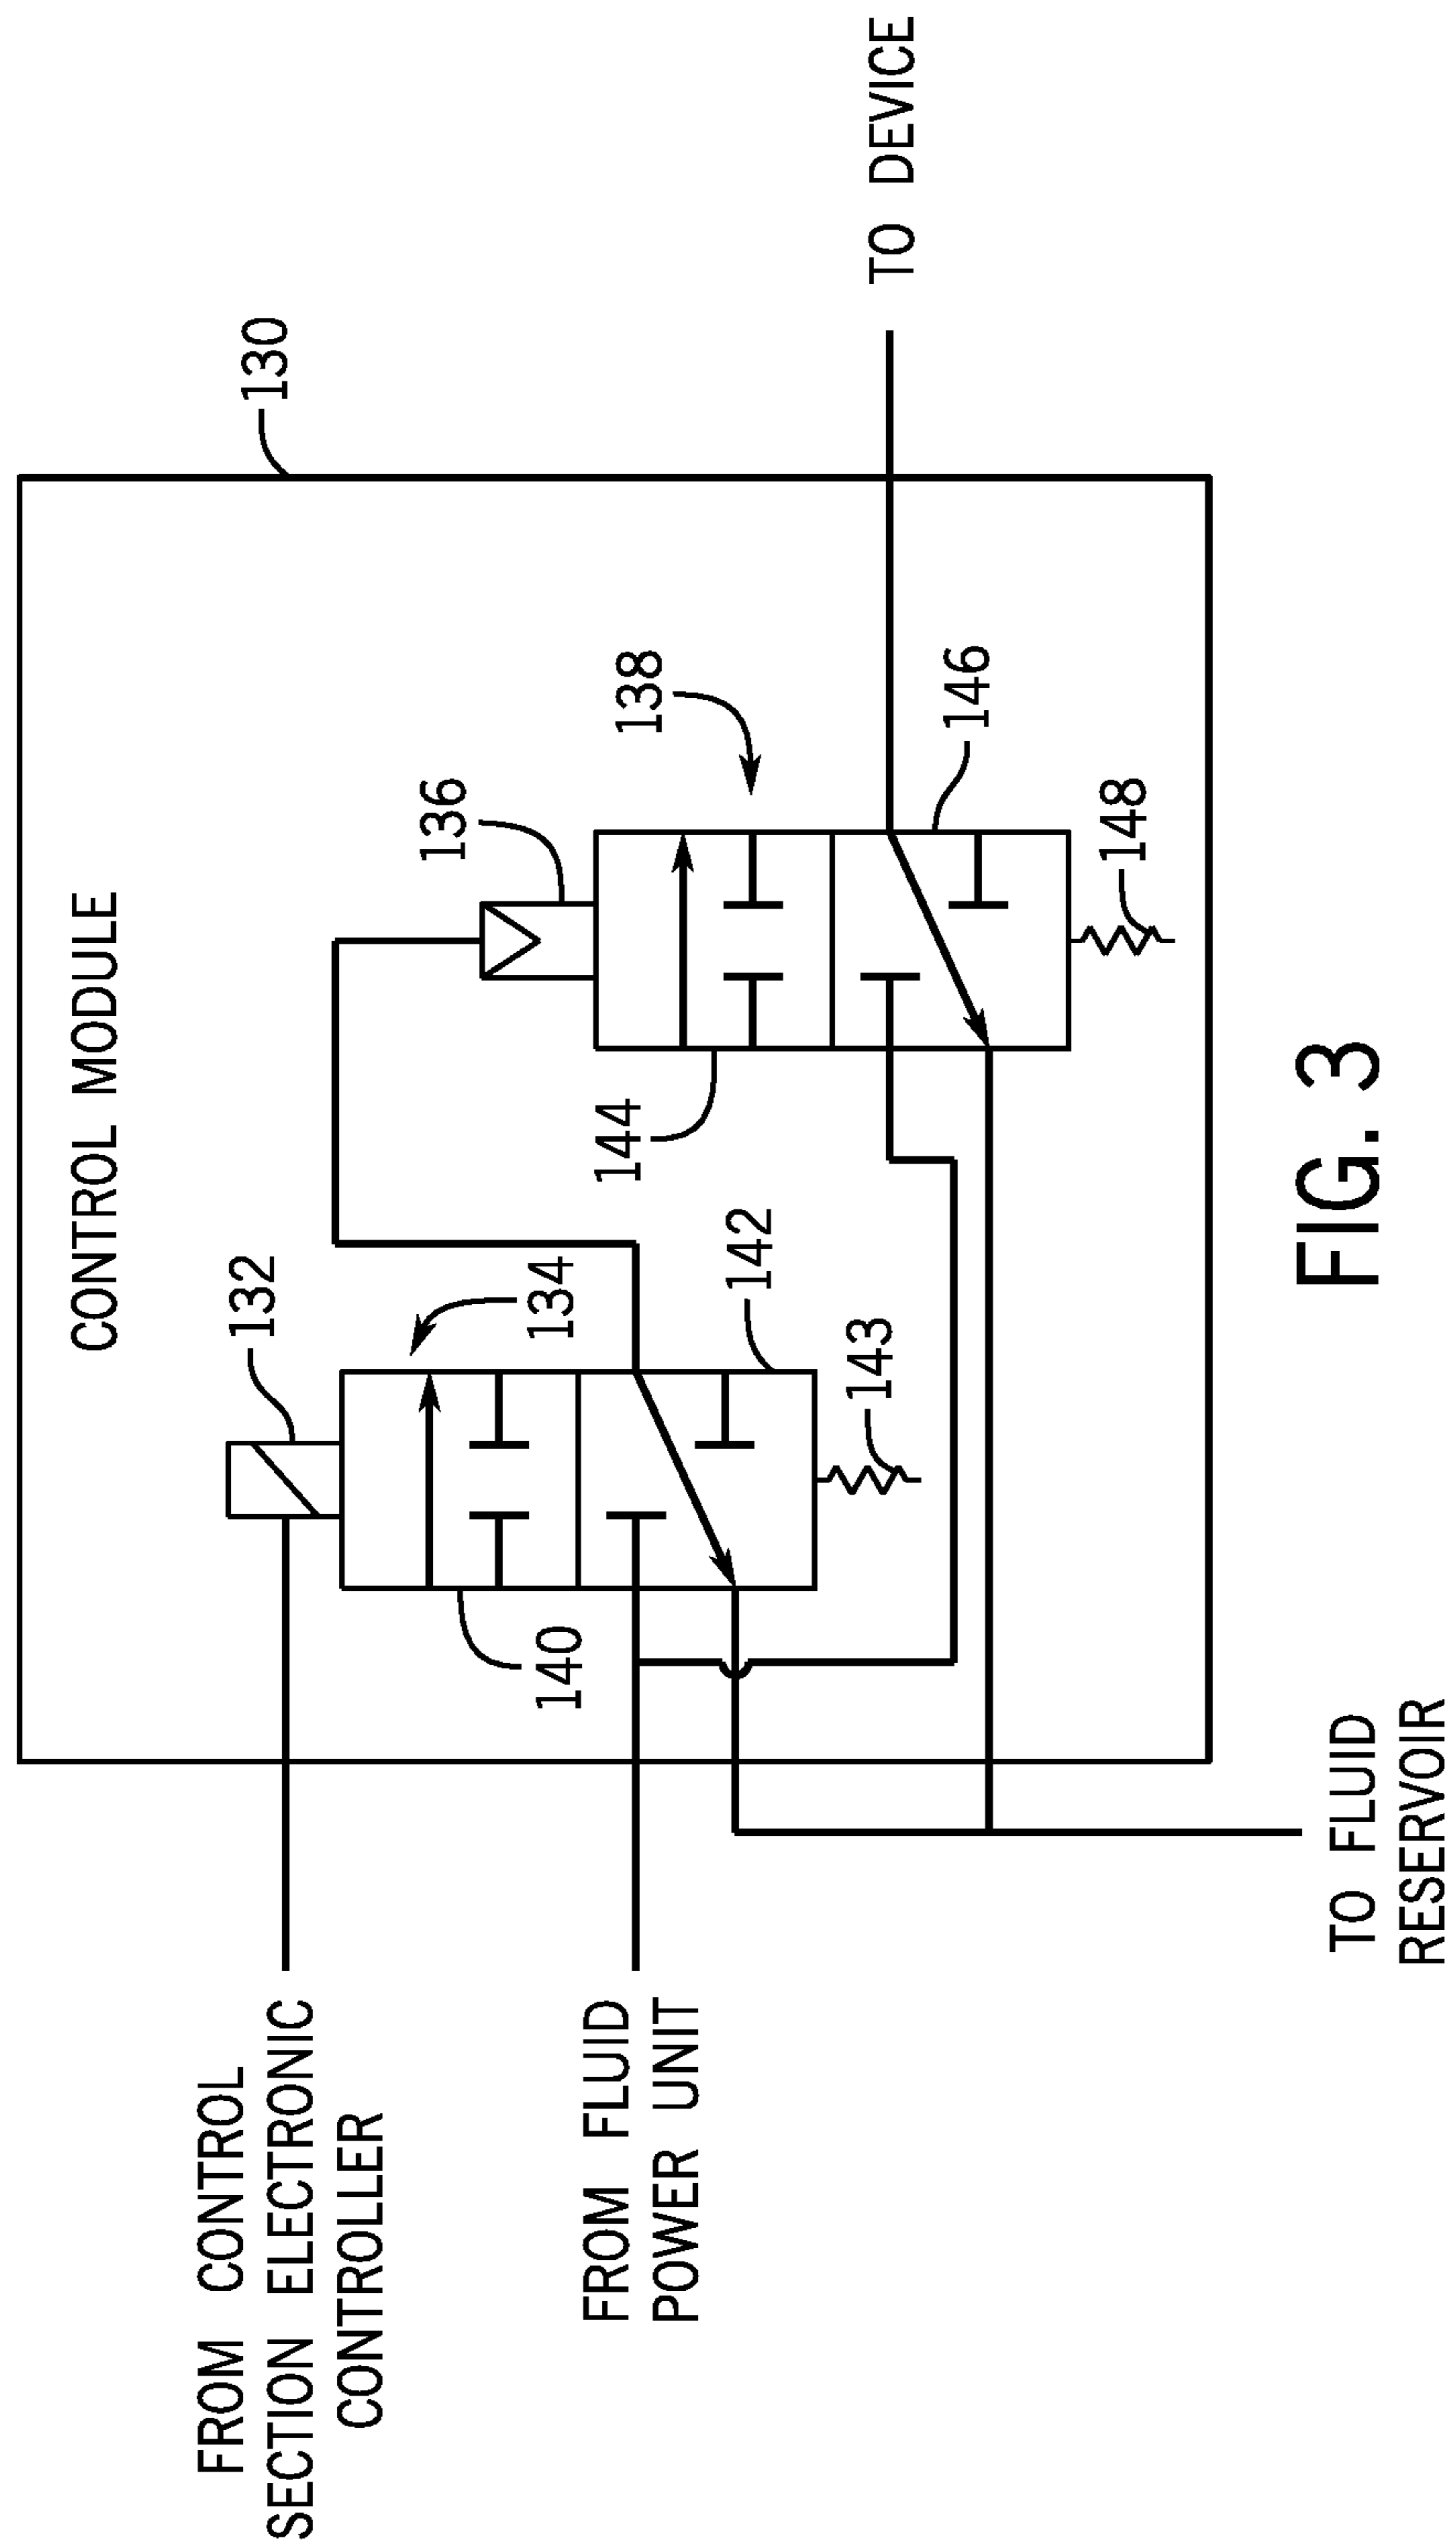 CONTROL MODULE
130
132
134
136
138
140
142
143
144
146
148
FROM CONTROL
SECTION ELECTRONIC
CONTROLLER
FROM FLUID
POWER UNIT
TO FLUID
RESERVOIR
TO DEVICE
FIG. 3